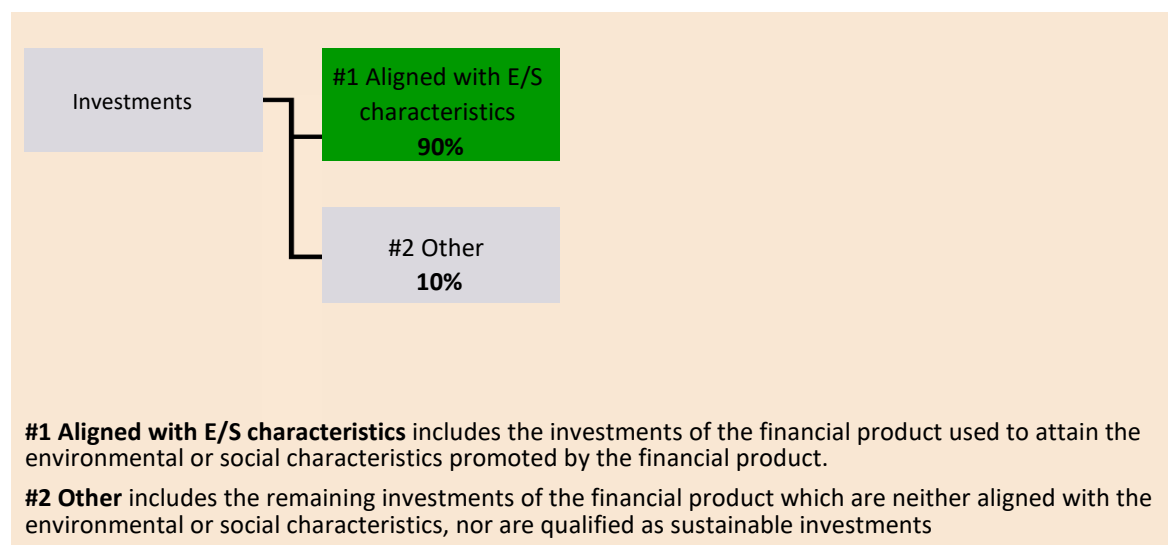 Investments
#1 Aligned with E/S
characteristics
90%
#2 Other
10%
#1 Aligned with E/S characteristics includes the investments of the financial product used to attain the
environmental or social characteristics promoted by the financial product.
#2 Other includes the remaining investments of the financial product which are neither aligned with the
environmental or social characteristics, nor are qualified as sustainable investments